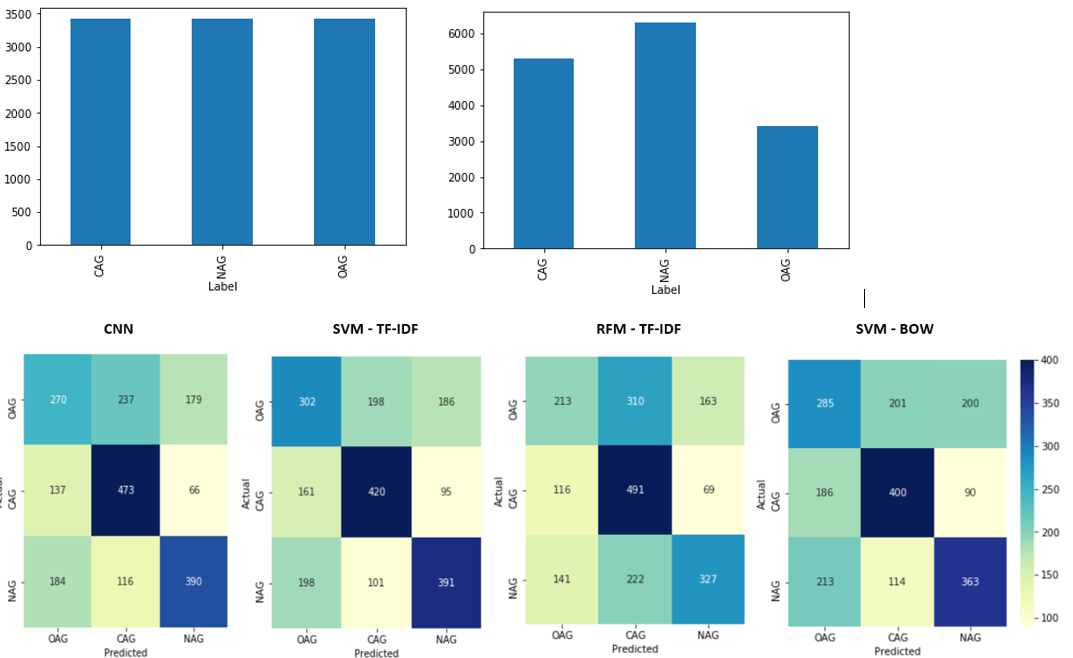 3500
3000
2500
2000
1500
1000
500
0
CAG NAG OAG
Label
6000
5000
4000
3000
2000
1000
0
CAG NAG OAG
Label
CNN
OAG 270 237 179
CAG 137 473 66
NAG 184 116 390
OAG CAG NAG
Predicted
SVM - TF-IDF
Actual
OAG 302 198 186
CAG 161 420 95
NAG 198 101 391
OAG CAG NAG
Predicted
RFM - TF-IDF
Actual
OAG 213 310 163
CAG 116 491 69
NAG 141 222 327
OAG CAG NAG
Predicted
SVM - BOW
Actual
OAG 285 201 200
CAG 186 400 90
NAG 213 114 363
OAG CAG NAG
Predicted
400
350
300
250
200
150
100